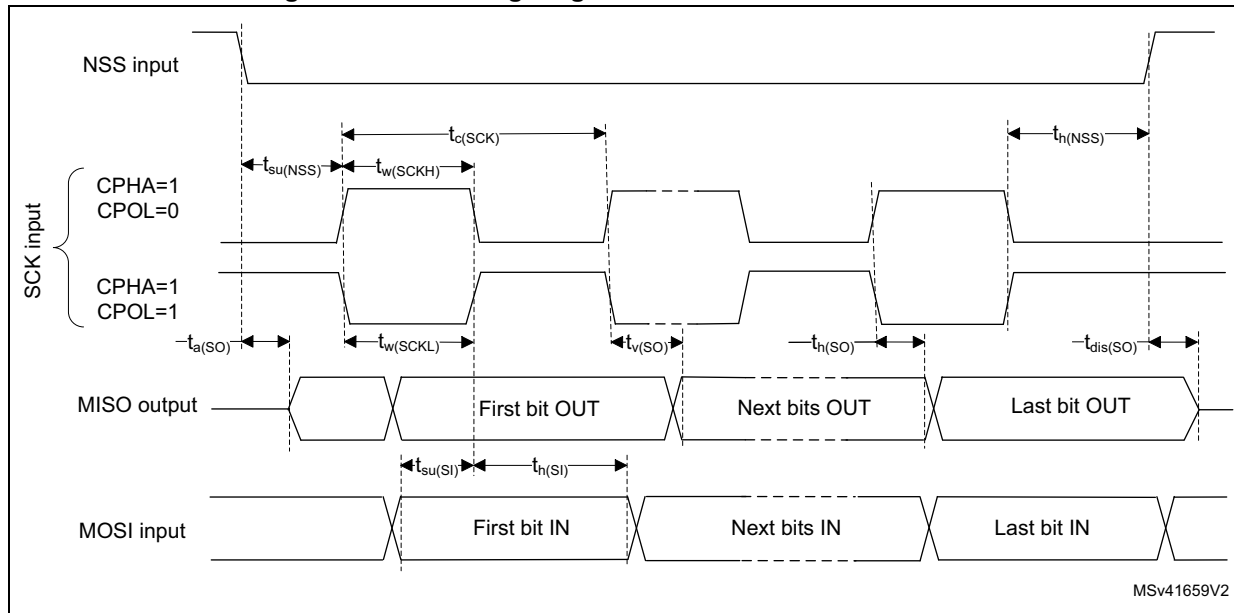 NSS input
tc(SCK)
th(NSS)
tsu(NSS)
tw(SCKH)
CPHA=1
CPOL=0
SCK input
CPHA=1
CPOL=1
ta(SO)
tw(SCKL)
tv(SO)
th(SO)
tdis(SO)
MISO output
First bit OUT
Next bits OUT
Last bit OUT
tsu(SI)
th(SI)
MOSI input
First bit IN
Next bits IN
Last bit IN
MSv41659V2